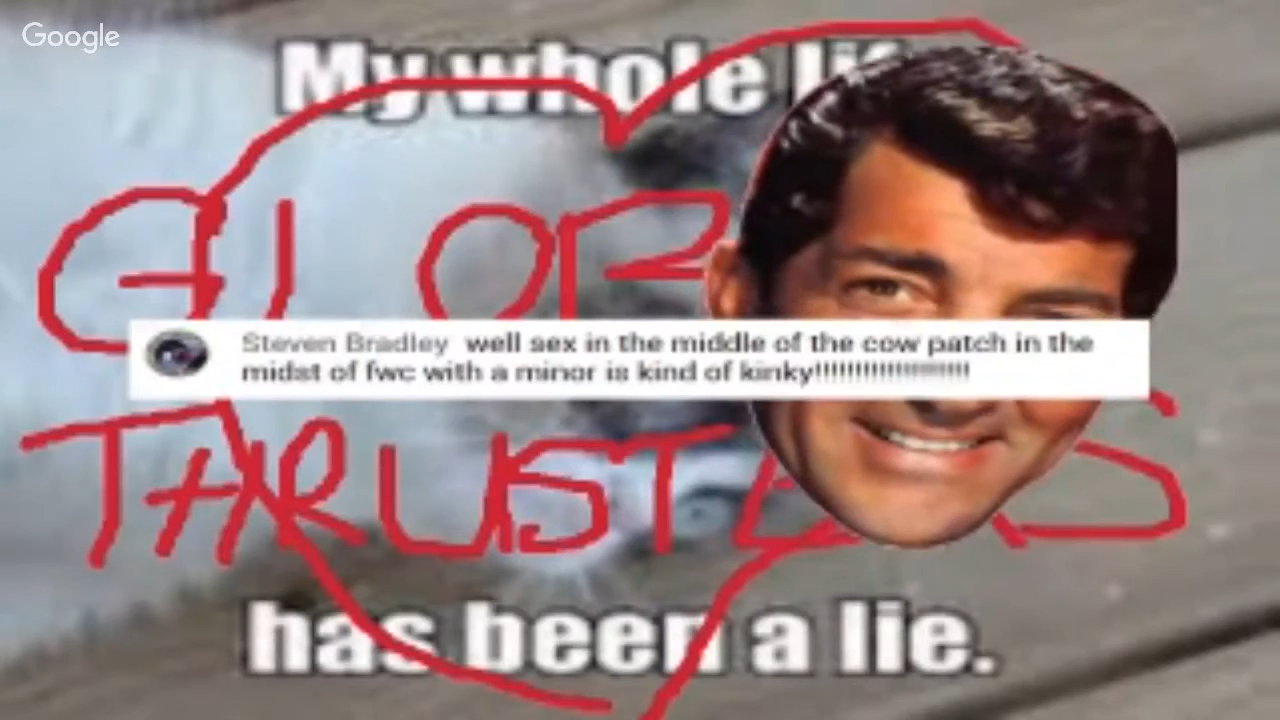 Google
My whole li
GLOR
Steven Bradley well sex in the middle of the cow patch in the
midst of fwc with a minor is kind of kinky!!!!!!!!!!!!!!!!!!!!
has been a lie.